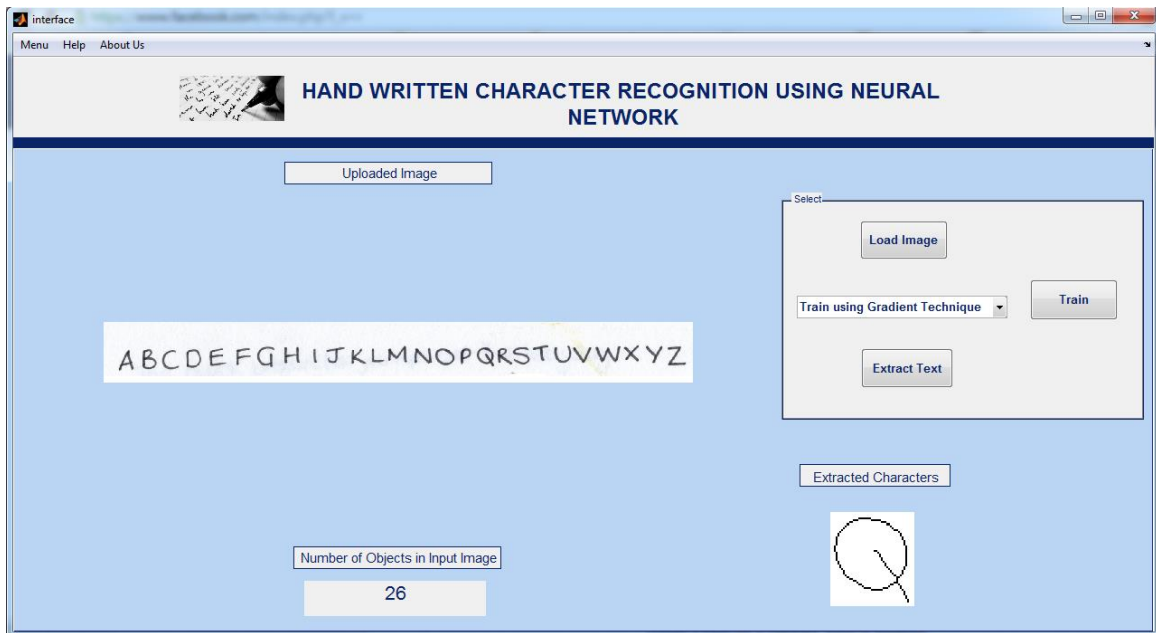 interface
Menu Help About Us
HAND WRITTEN CHARACTER RECOGNITION USING NEURAL
NETWORK
Uploaded Image
Select
Load Image
Train using Gradient Technique
Train
ABCDEFGHIJKLMNOPQRSTUVWXYZ
Extract Text
Extracted Characters
Q
Number of Objects in Input Image
26